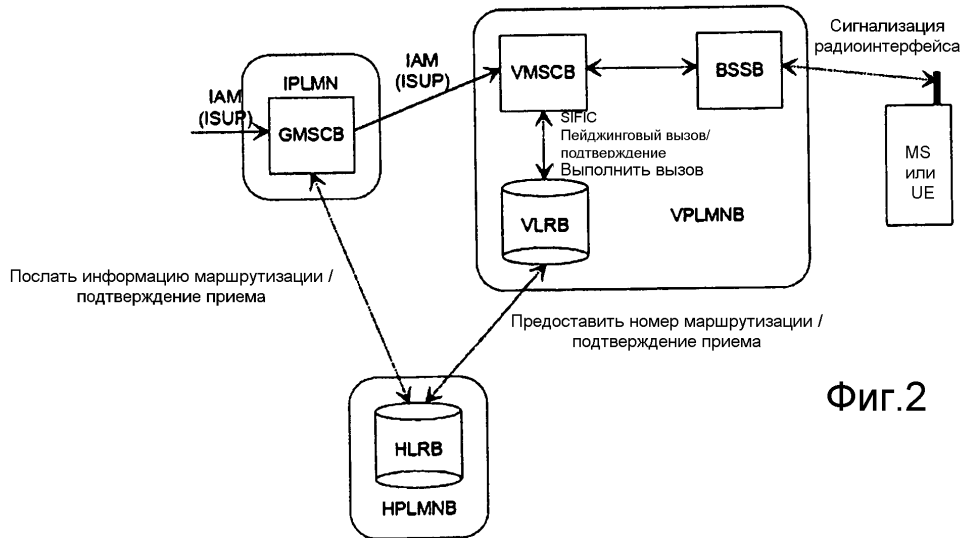 Сигнализация
радиоинтерфейса
IAM
(ISUP)
IPLMN
GMSCB
IAM
(ISUP)
VMSCB
BSSB
SIFIC
Пейджинговый вызов/
подтверждение
Выполнить вызов
VLRB
VPLMNB
MS
или
UE
Послать информацию маршрутизации /
подтверждение приема
Предоставить номер маршрутизации /
подтверждение приема
HLRB
HPLMNB
Фиг.2